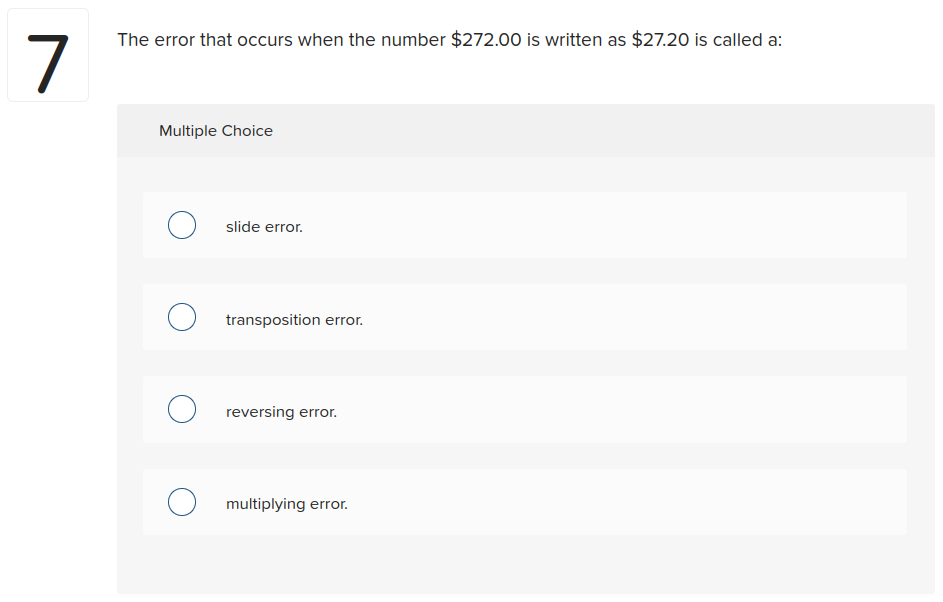 7
The error that occurs when the number $272.00 is written as $27.20 is called a:
Multiple Choice
slide error.
transposition error.
reversing error.
multiplying error.